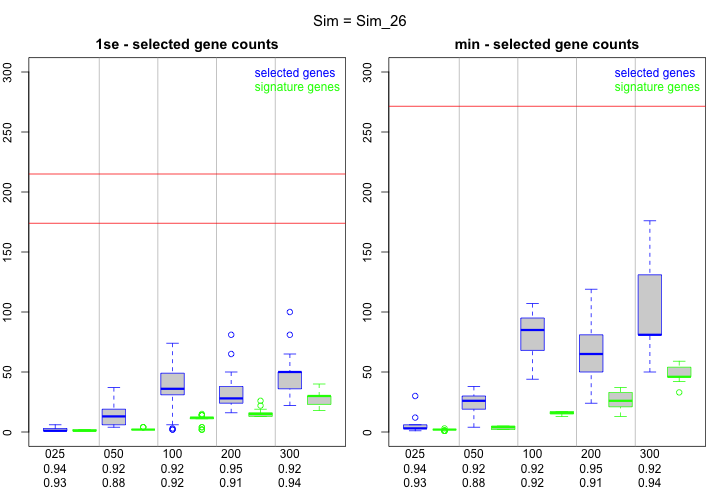 Sim = Sim_26
1se - selected gene counts
min - selected gene counts
300
250
200
150
100
50
0
selected genes
signature genes
025 050 100 200 300
0.94 0.92 0.92 0.95 0.92
0.93 0.88 0.92 0.91 0.94
300
250
200
150
100
50
0
selected genes
signature genes
025 050 100 200 300
0.94 0.92 0.92 0.95 0.92
0.93 0.88 0.92 0.91 0.94